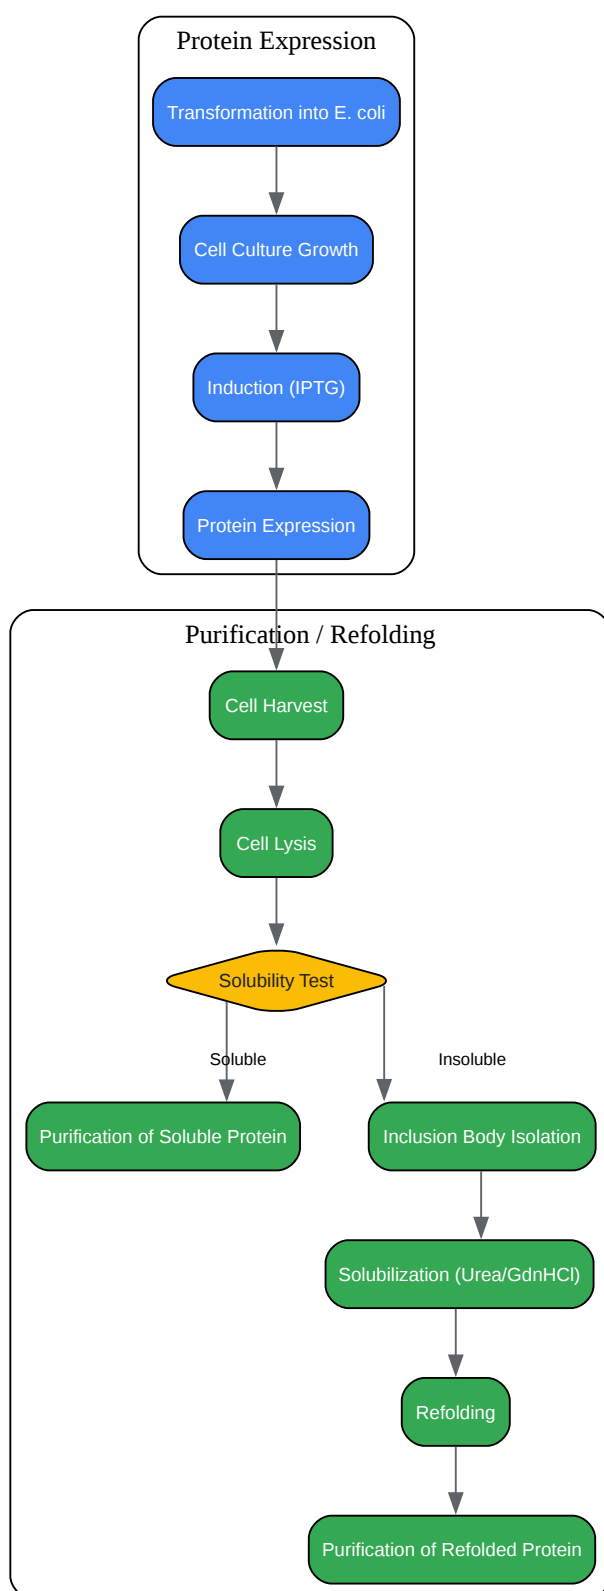 Protein Expression
Transformation into E. coli
Cell Culture Growth
Induction (IPTG)
Protein Expression
Purification / Refolding
Cell Harvest
Cell Lysis
Solubility Test
Soluble
Insoluble
Purification of Soluble Protein
Inclusion Body Isolation
Solubilization (Urea/GdnHCl)
Refolding
Purification of Refolded Protein